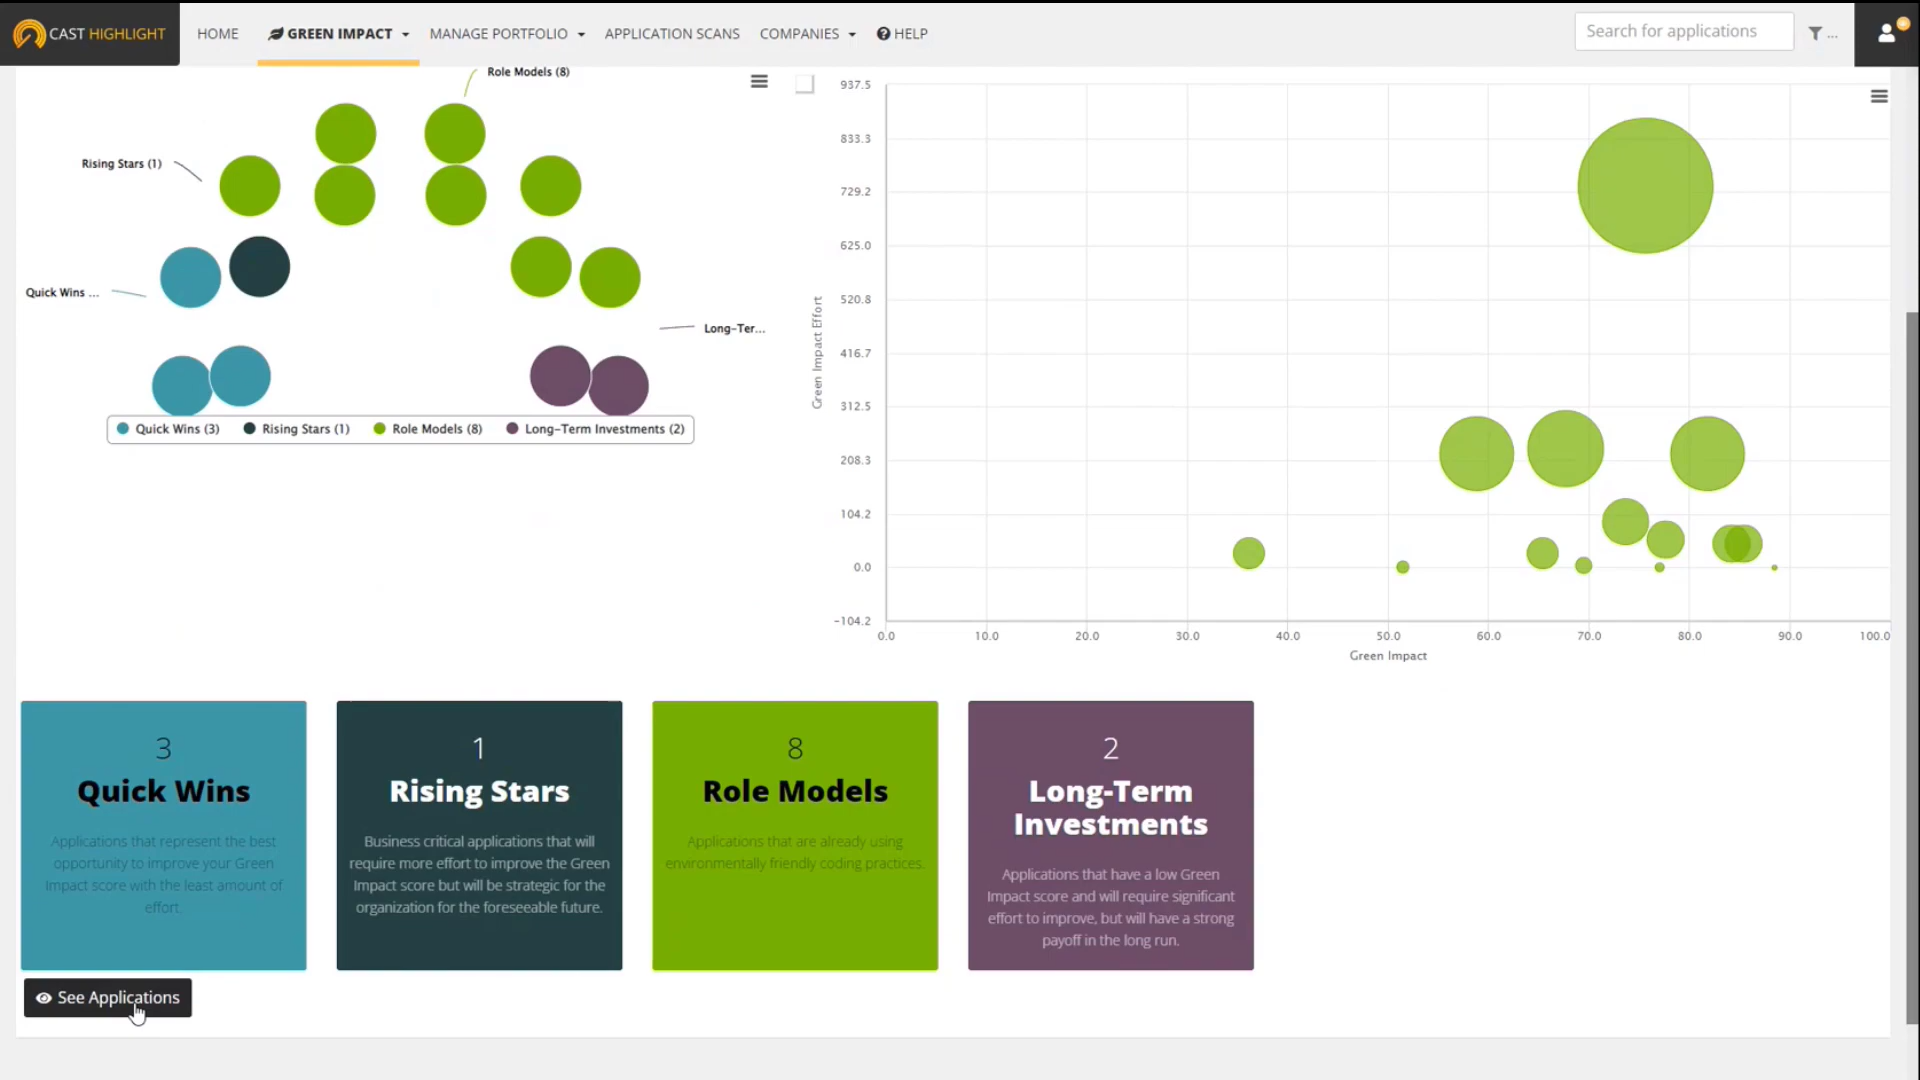 CAST HIGHLIGHT
HOME
GREEN IMPACT
MANAGE PORTFOLIO
APPLICATION SCANS
COMPANIES
HELP
Search for applications
...
Role Models (8)
Rising Stars (1)
Quick Wins ...
Long-Ter...
Quick Wins (3)
Rising Stars (1)
Role Models (8)
Long-Term Investments (2)
937.5
833.3
729.2
625.0
520.8
416.7
312.5
208.3
104.2
0.0
-104.2
Green Impact Effort
0.0
10.0
20.0
30.0
40.0
50.0
60.0
70.0
80.0
90.0
100.0
Green Impact
3
Quick Wins
Applications that represent the best
opportunity to improve your Green
Impact score with the least amount of
effort.
1
Rising Stars
Business critical applications that will
require more effort to improve the Green
Impact score but will be strategic for the
organization for the foreseeable future.
8
Role Models
Applications that are already using
environmentally friendly coding practices.
2
Long-Term
Investments
Applications that have a low Green
Impact score and will require significant
effort to improve, but will have a strong
payoff in the long run.
See Applications